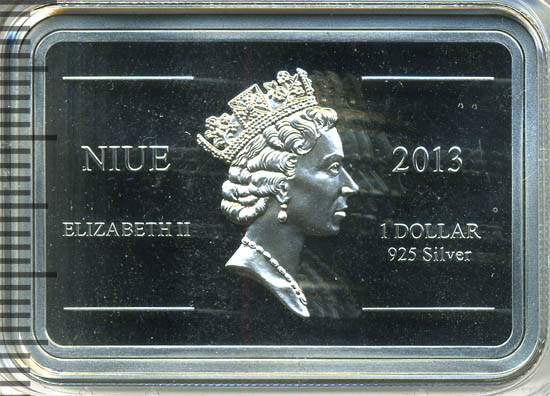 NIUE
ELIZABETH II
2013
1 DOLLAR
925 Silver